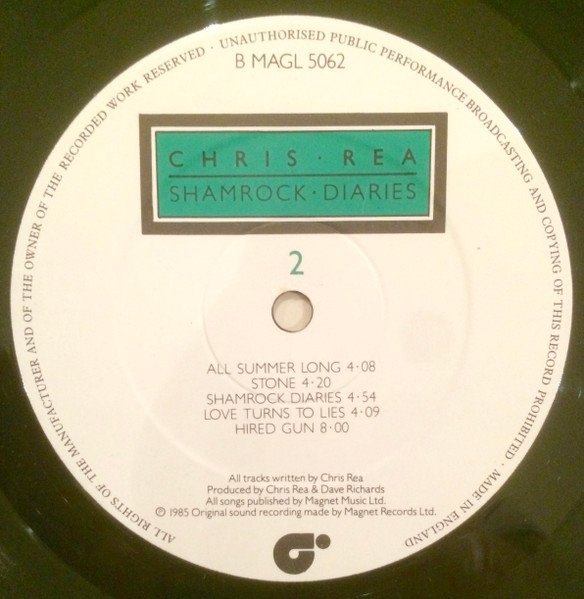 ALL RIGHTS OF THE MANUFACTURER AND OF THE OWNER OF THE RECORDED WORK RESERVED · UNAUTHORISED PUBLIC PERFORMANCE BROADCASTING AND COPYING OF THIS RECORD PROHIBITED · MADE IN ENGLAND
B MAGL 5062
CHRIS · REA
SHAMROCK · DIARIES
2
ALL SUMMER LONG 4·08
STONE 4·20
SHAMROCK DIARIES 4·54
LOVE TURNS TO LIES 4·09
HIRED GUN 8·00
All tracks written by Chris Rea
Produced by Chris Rea & Dave Richards
All songs published by Magnet Music Ltd.
℗ 1985 Original sound recording made by Magnet Records Ltd.